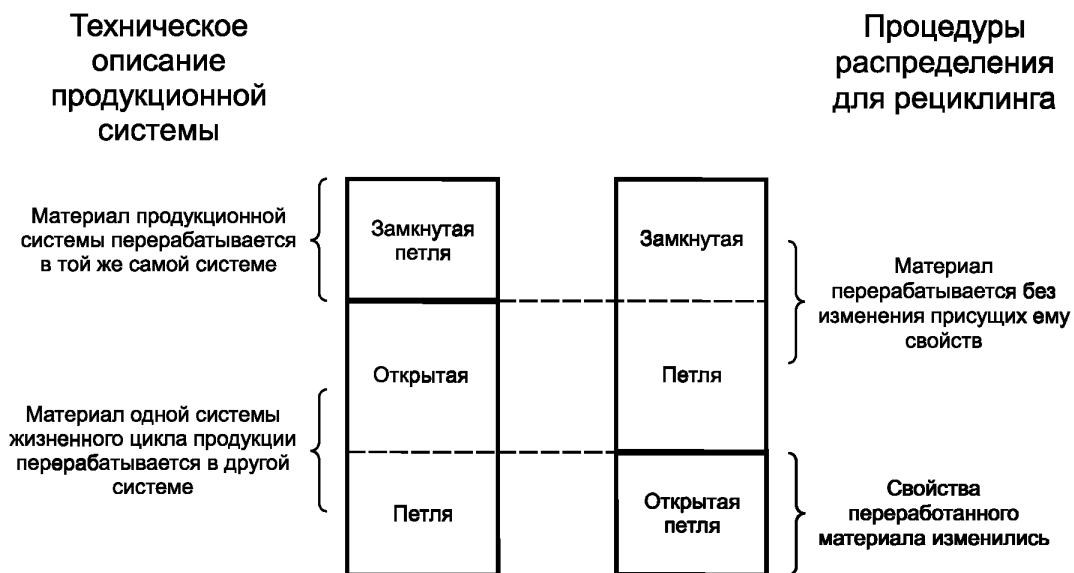 Техническое
описание
продукционной
системы
Процедуры
распределения
для рециклинга
Материал продукционной
системы перерабатывается
в той же самой системе
Замкнутая
петля
Замкнутая
Материал
перерабатывается без
изменения присущих ему
свойств
Открытая
Петля
Материал одной системы
жизненного цикла продукции
перерабатывается в другой
системе
Петля
Открытая
петля
Свойства
переработанного
материала изменились